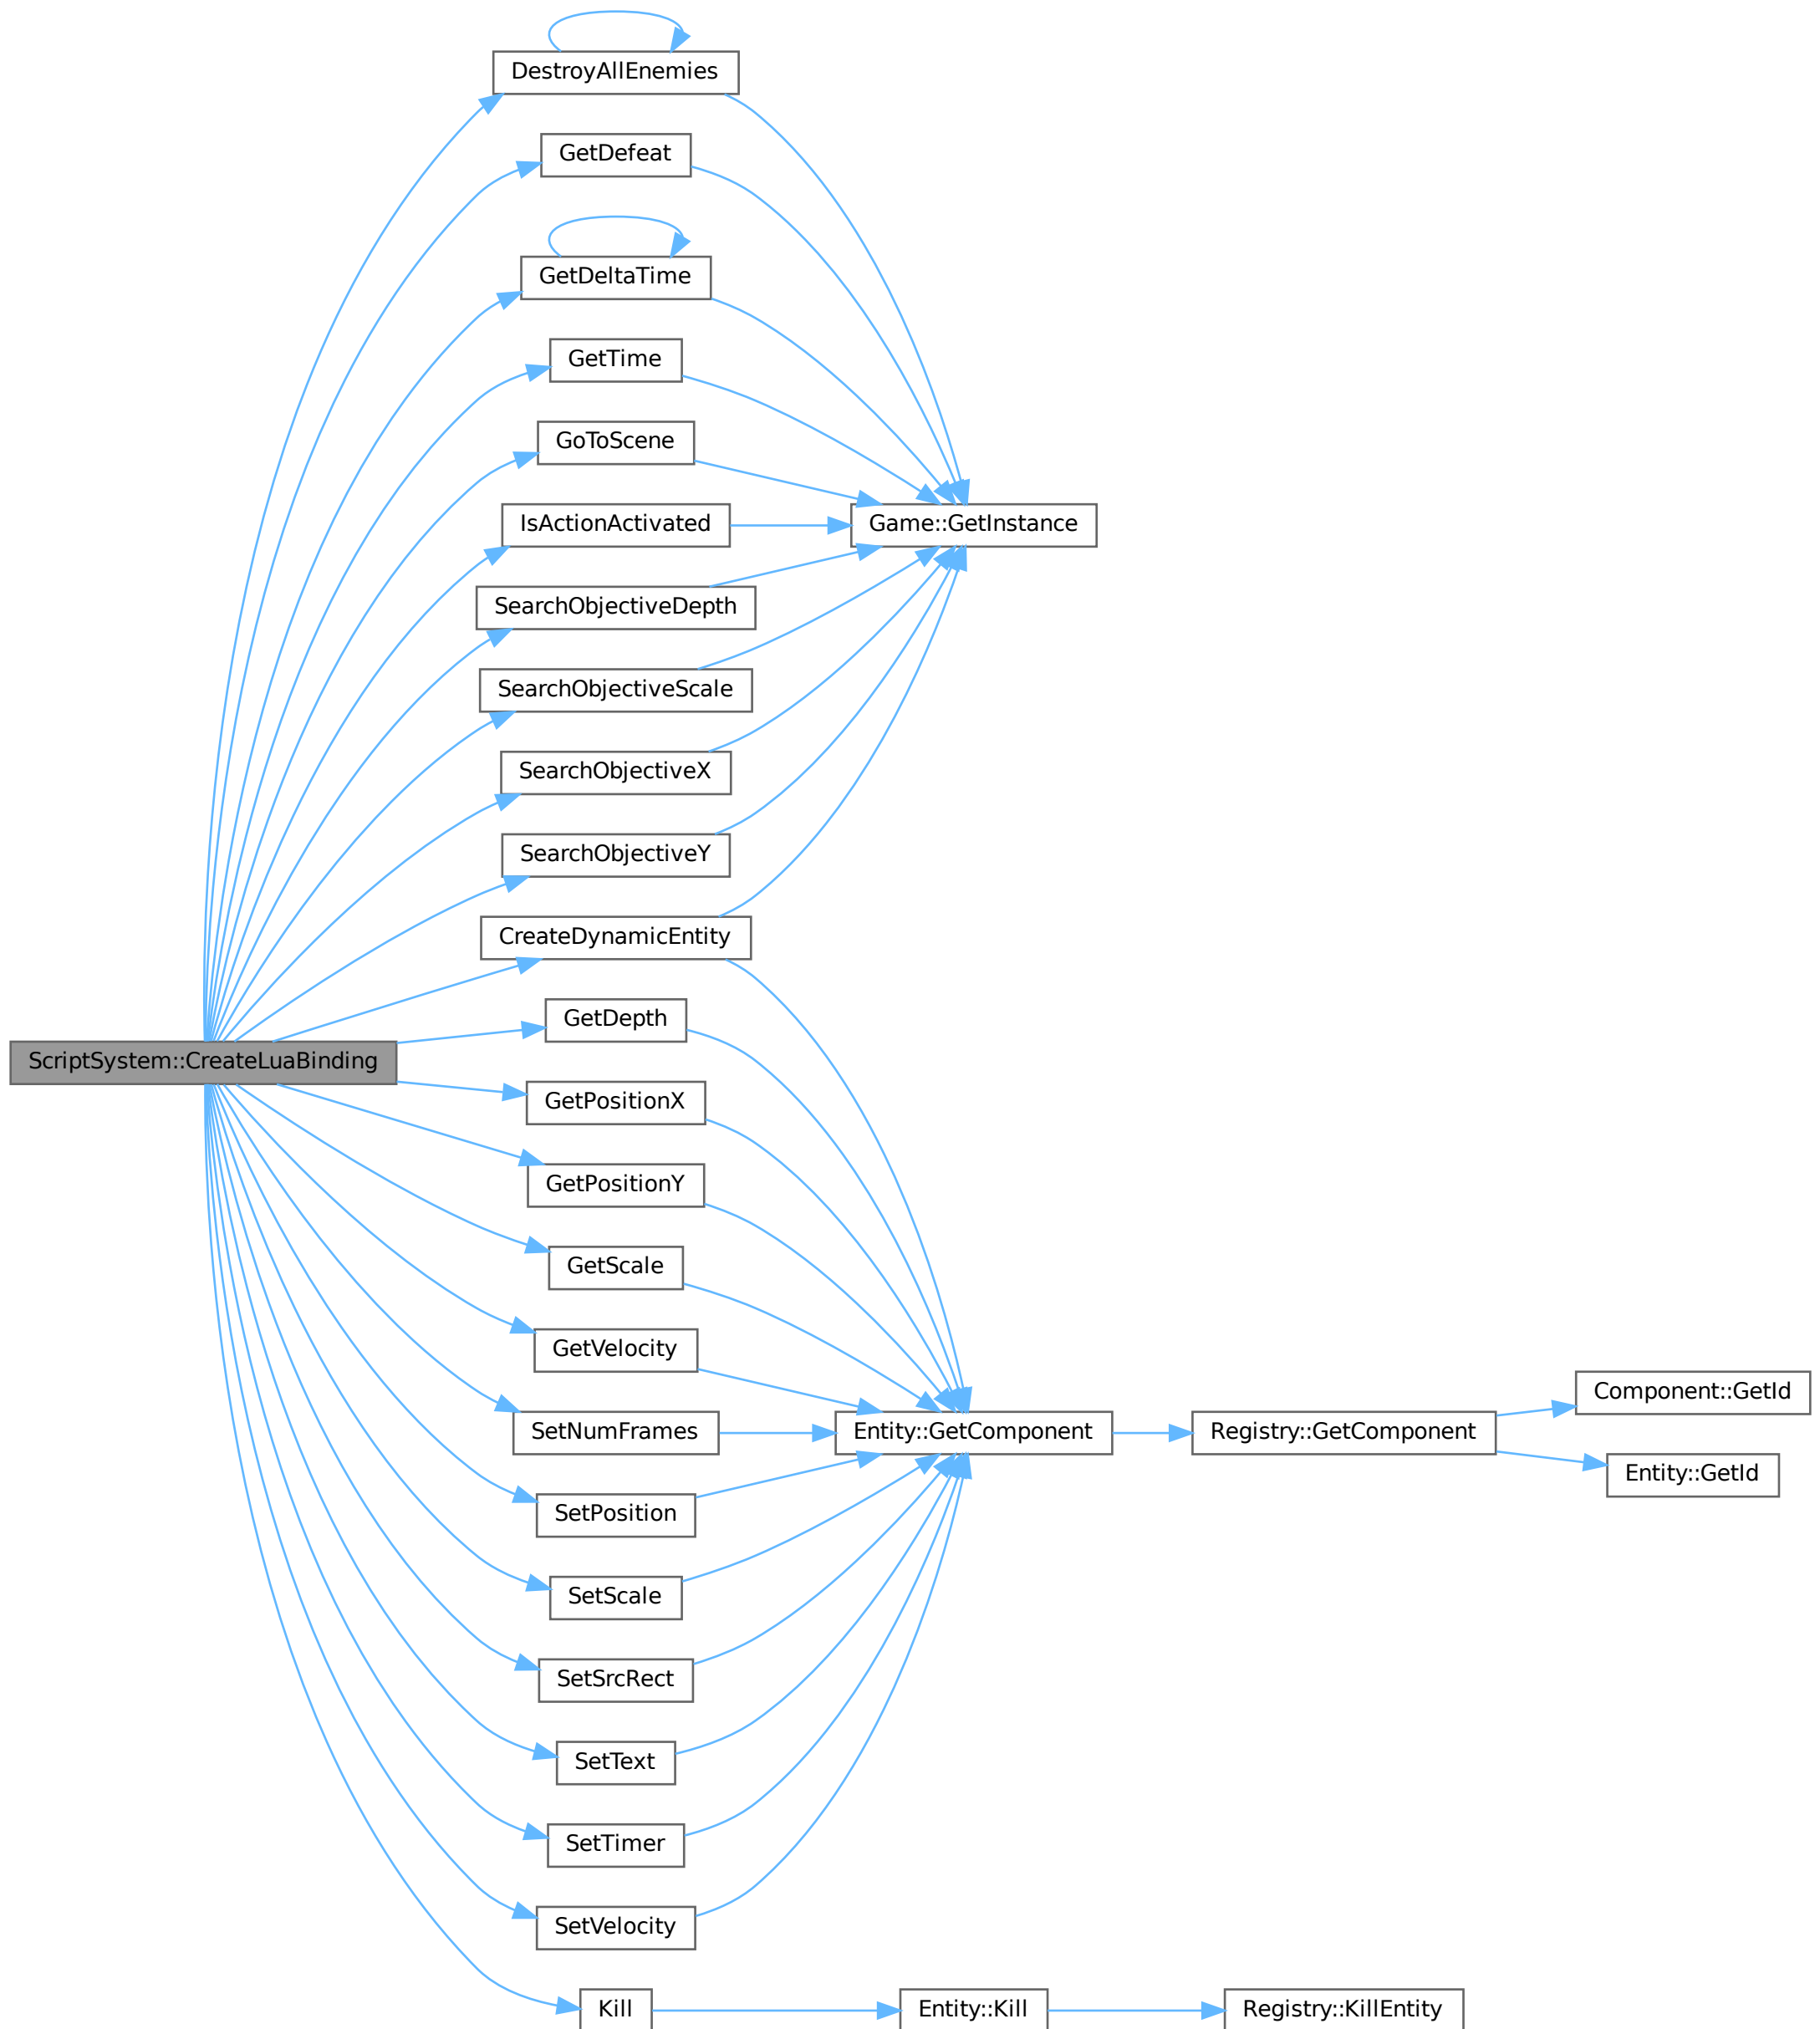 DestroyAllEnemies
GetDefeat
GetDeltaTime
GetTime
GoToScene
IsActionActivated
Game::GetInstance
SearchObjectiveDepth
SearchObjectiveScale
SearchObjectiveX
SearchObjectiveY
CreateDynamicEntity
GetDepth
ScriptSystem::CreateLuaBinding
GetPositionX
GetPositionY
GetScale
GetVelocity
Component::GetId
SetNumFrames
Entity::GetComponent
Registry::GetComponent
Entity::GetId
SetPosition
SetScale
SetSrcRect
SetText
SetTimer
SetVelocity
Kill
Entity::Kill
Registry::KillEntity